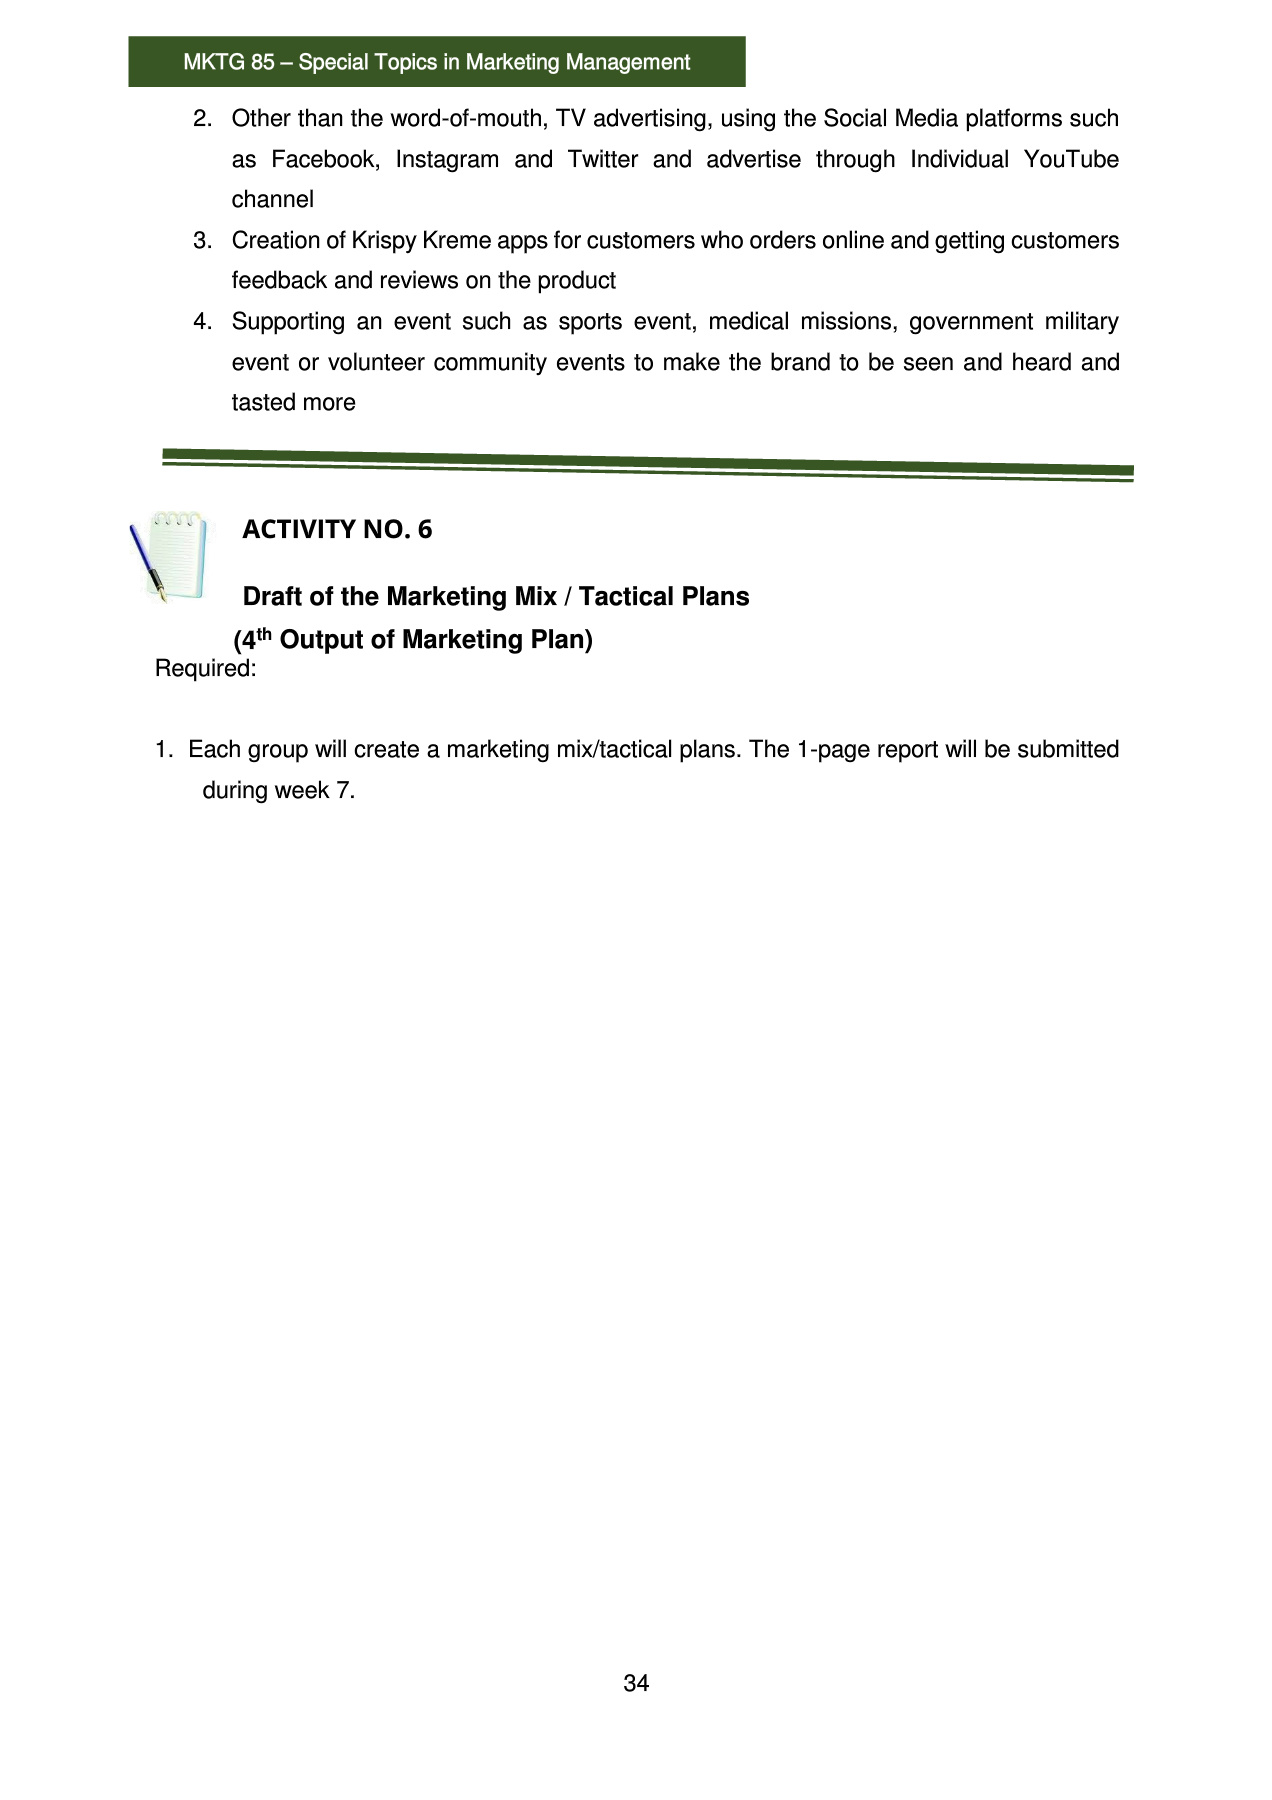 MKTG 85 – Special Topics in Marketing Management
2. Other than the word-of-mouth, TV advertising, using the Social Media platforms such
as Facebook, Instagram and Twitter and advertise through Individual YouTube
channel
3. Creation of Krispy Kreme apps for customers who orders online and getting customers
feedback and reviews on the product
4. Supporting an event such as sports event, medical missions, government military
event or volunteer community events to make the brand to be seen and heard and
tasted more
ACTIVITY NO. 6
Draft of the Marketing Mix / Tactical Plans
(4th Output of Marketing Plan)
Required:
1. Each group will create a marketing mix/tactical plans. The 1-page report will be submitted
during week 7.
34